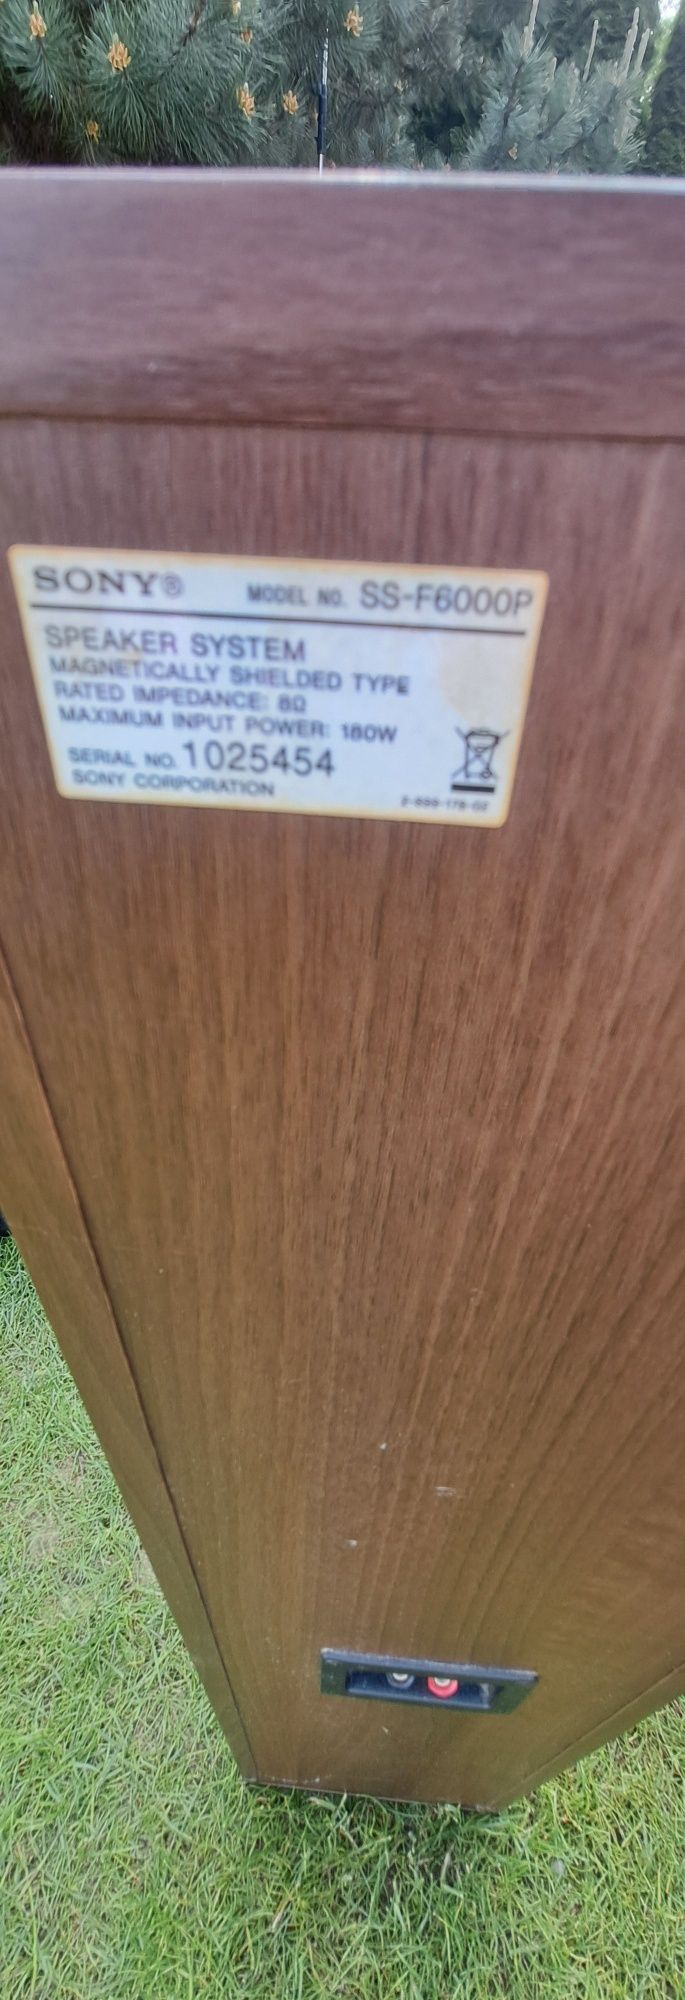 SONY® MODEL NO. SS-F6000P
SPEAKER SYSTEM
MAGNETICALLY SHIELDED TYPE
RATED IMPEDANCE: 8Ω
MAXIMUM INPUT POWER: 180W
SERIAL NO. 1025454
SONY CORPORATION